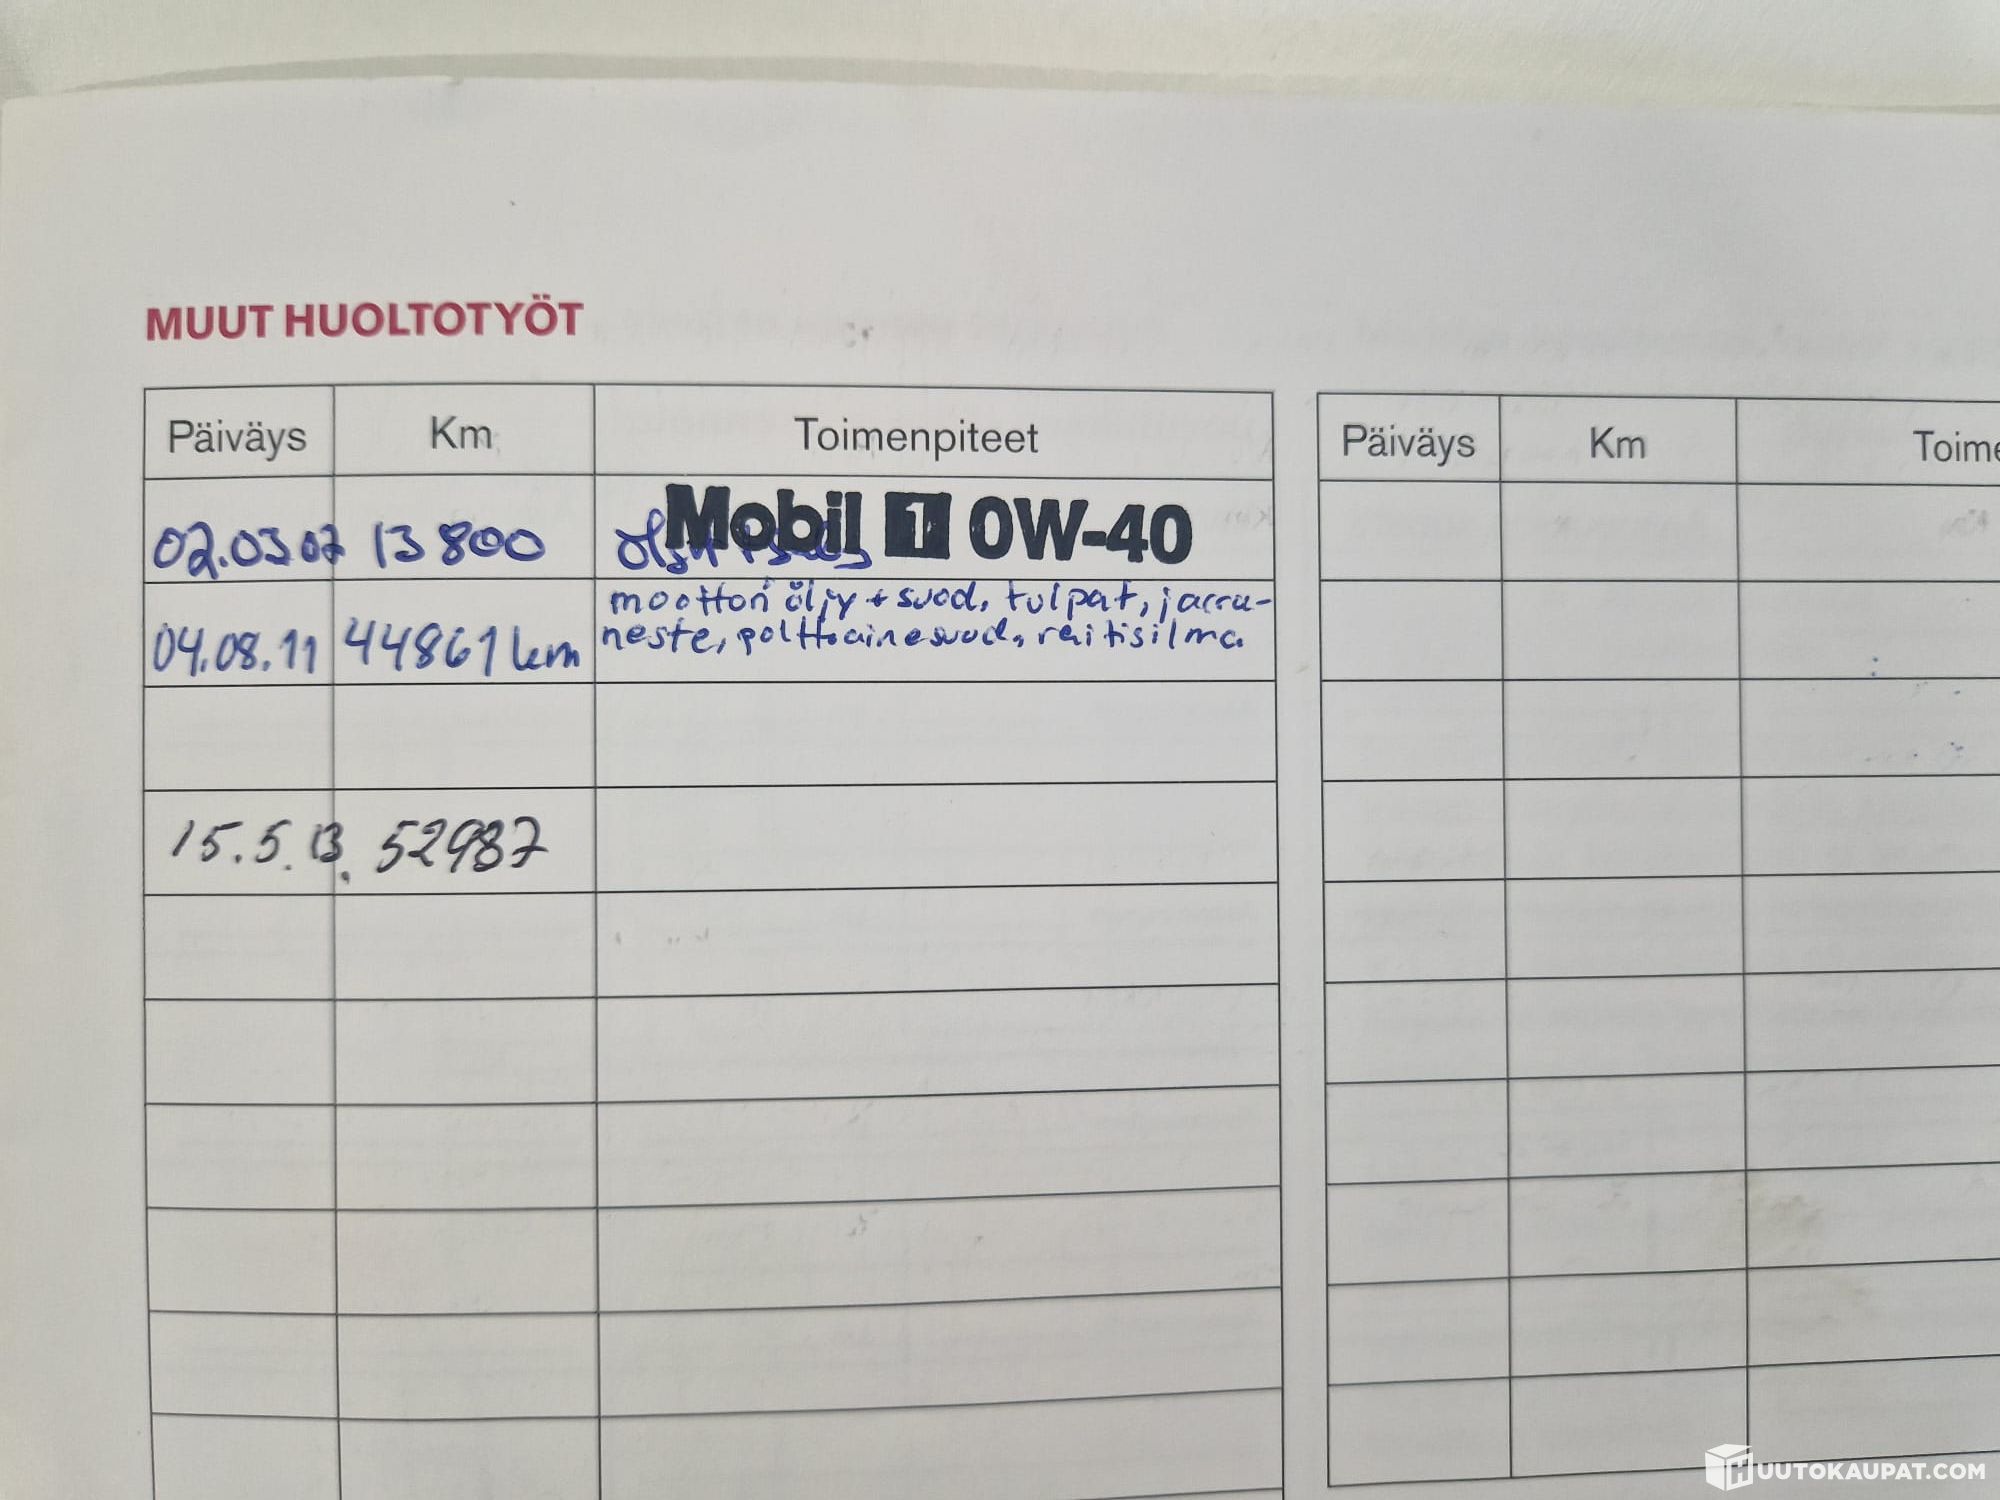 MUUT HUOLTOTYÖT
Päiväys Km Toimenpiteet Päiväys Km
02.03 07 13 800 Mobil 1 0W-40
moottori öljy + suod, tulpat, jarru-
04.08.11 44861 km neste, polttoainesuod, raitisilma
15.5.13. 52987
HUUTOKAUPAT.COM